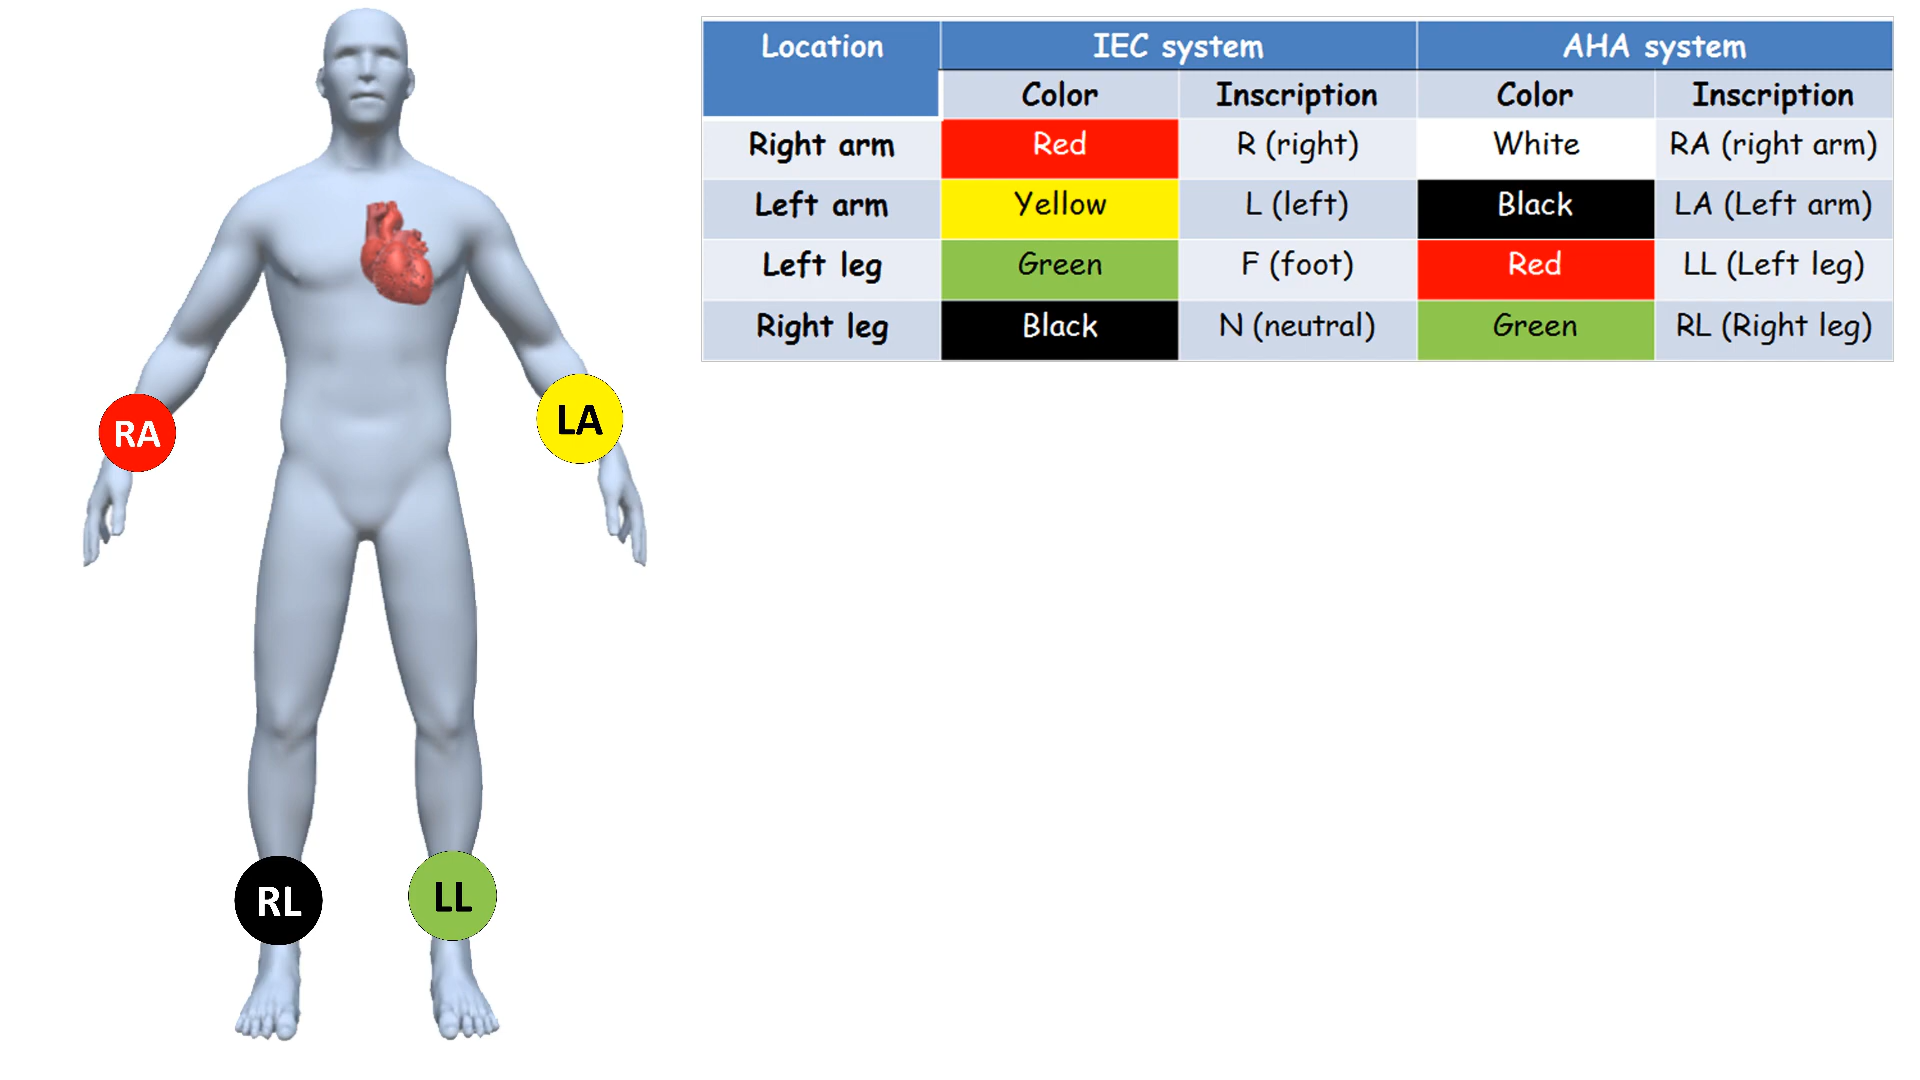 Location IEC system AHA system
Color Inscription Color Inscription
Right arm Red R (right) White RA (right arm)
Left arm Yellow L (left) Black LA (Left arm)
Left leg Green F (foot) Red LL (Left leg)
Right leg Black N (neutral) Green RL (Right leg)
RA LA
RL LL